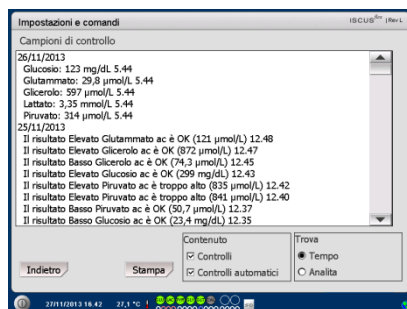 Impostazioni e comandi
ISCUS flex | Rev L
Campioni di controllo
26/11/2013
Glucosio: 123 mg/dL 5.44
Glutammato: 29,8 µmol/L 5.44
Glicerolo: 597 µmol/L 5.44
Lattato: 3,35 mmol/L 5.44
Piruvato: 314 µmol/L 5.44
25/11/2013
Il risultato Elevato Glutammato ac è OK (121 µmol/L) 12.48
Il risultato Elevato Glicerolo ac è OK (872 µmol/L) 12.47
Il risultato Basso Glicerolo ac è OK (74,3 µmol/L) 12.45
Il risultato Elevato Glucosio ac è OK (299 mg/dL) 12.43
Il risultato Elevato Piruvato ac è troppo alto (835 µmol/L) 12.42
Il risultato Elevato Piruvato ac è troppo alto (841 µmol/L) 12.40
Il risultato Basso Piruvato ac è OK (50,7 µmol/L) 12.37
Il risultato Basso Glucosio ac è OK (23,4 mg/dL) 12.35
Contenuto
Trova
Controlli
Tempo
Indietro
Stampa
Controlli automatici
Analita
27/11/2013 16.42
27,1 °C